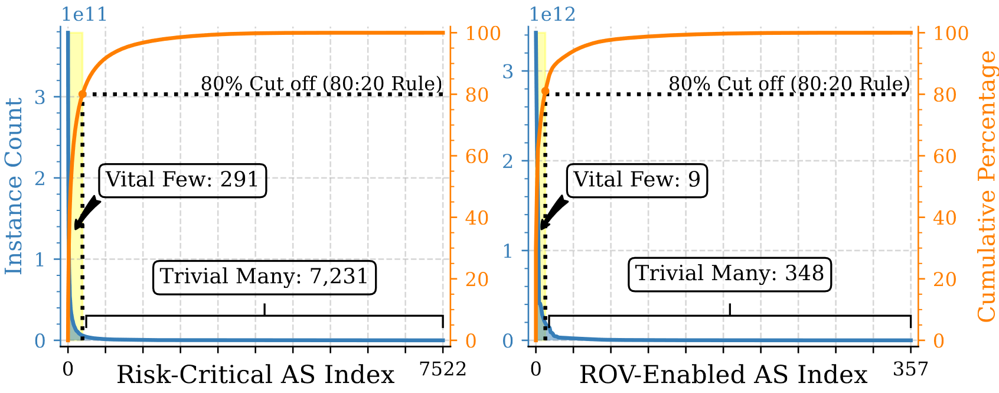 1e11
Instance Count
3
2
1
0
100
80
60
40
20
0
80% Cut off (80:20 Rule)
Vital Few: 291
Trivial Many: 7,231
0
7522
Risk-Critical AS Index
1e12
3
2
1
0
100
80
60
40
20
0
Cumulative Percentage
80% Cut off (80:20 Rule)
Vital Few: 9
Trivial Many: 348
0
357
ROV-Enabled AS Index